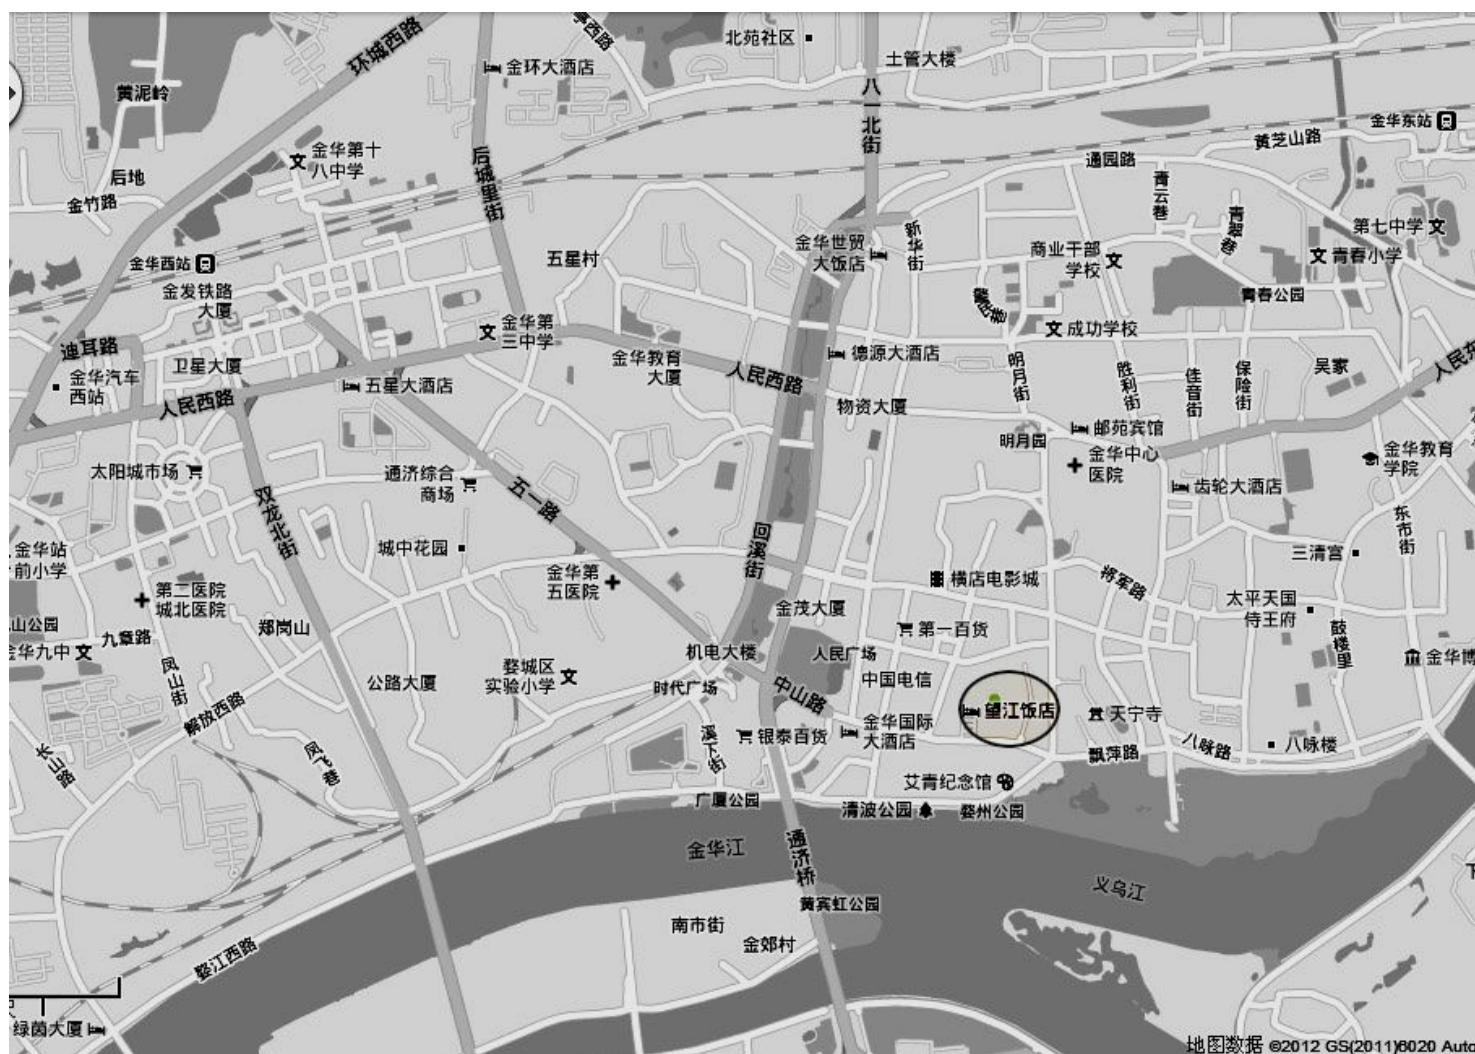 环城西路
亭西路
北苑社区
土管大楼
金环大酒店
黄泥岭
八一北街
金华东站
黄芝山路
通园路
金华第十
八中学
后城里街
后地
金竹路
青云巷
青翠巷
新华街
第七中学
金华世贸
大饭店
商业干部
学校
青春小学
五星村
金华西站
金发铁路
大厦
青春公园
金华第
三中学
成功学校
迪耳路
卫星大厦
金华教育
大厦
德源大酒店
明月街
胜利街
佳音街
保险街
吴家
人民东
金华汽车
西站
五星大酒店
人民西路
人民西路
物资大厦
邮苑宾馆
明月园
金华中心
医院
金华教育
学院
太阳城市场
通济综合
商场
五一路
齿轮大酒店
双龙北街
东市街
城中花园
回溪街
金华站
前小学
三清宫
金华第
五医院
横店电影城
将军路
第二医院
城北医院
金茂大厦
太平天国
侍王府
山公园
郑岗山
九章路
第一百货
鼓楼里
金华九中
机电大楼
人民广场
金华博
凤山街
公路大厦
婺城区
实验小学
时代广场
中山路
中国电信
望江饭店
天宁寺
解放西路
溪下街
银泰百货
金华国际
大酒店
八咏路
八咏楼
飘萍路
长山路
凤飞巷
艾青纪念馆
广厦公园
清波公园
婺州公园
金华江
通济桥
义乌江
黄宾虹公园
南市街
金郊村
婺江西路
绿茵大厦
地图数据 ©2012 GS(2011)6020 Auto